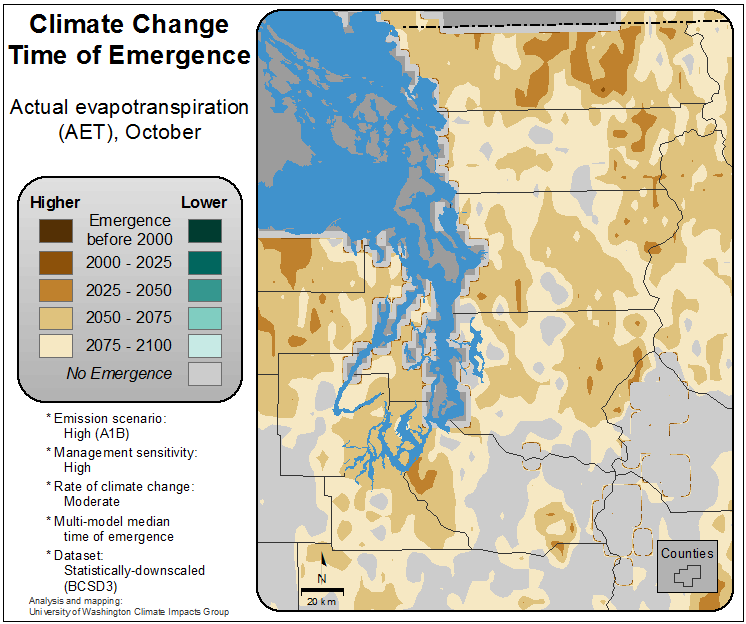 Climate Change
Time of Emergence
Actual evapotranspiration
(AET), October
Higher Lower
Emergence
before 2000
2000 - 2025
2025 - 2050
2050 - 2075
2075 - 2100
No Emergence
* Emission scenario:
High (A1B)
* Management sensitivity:
High
* Rate of climate change:
Moderate
* Multi-model median
time of emergence
* Dataset:
Statistically-downscaled
(BCSD3)
Analysis and mapping:
University of Washington Climate Impacts Group
N
20 km
Counties